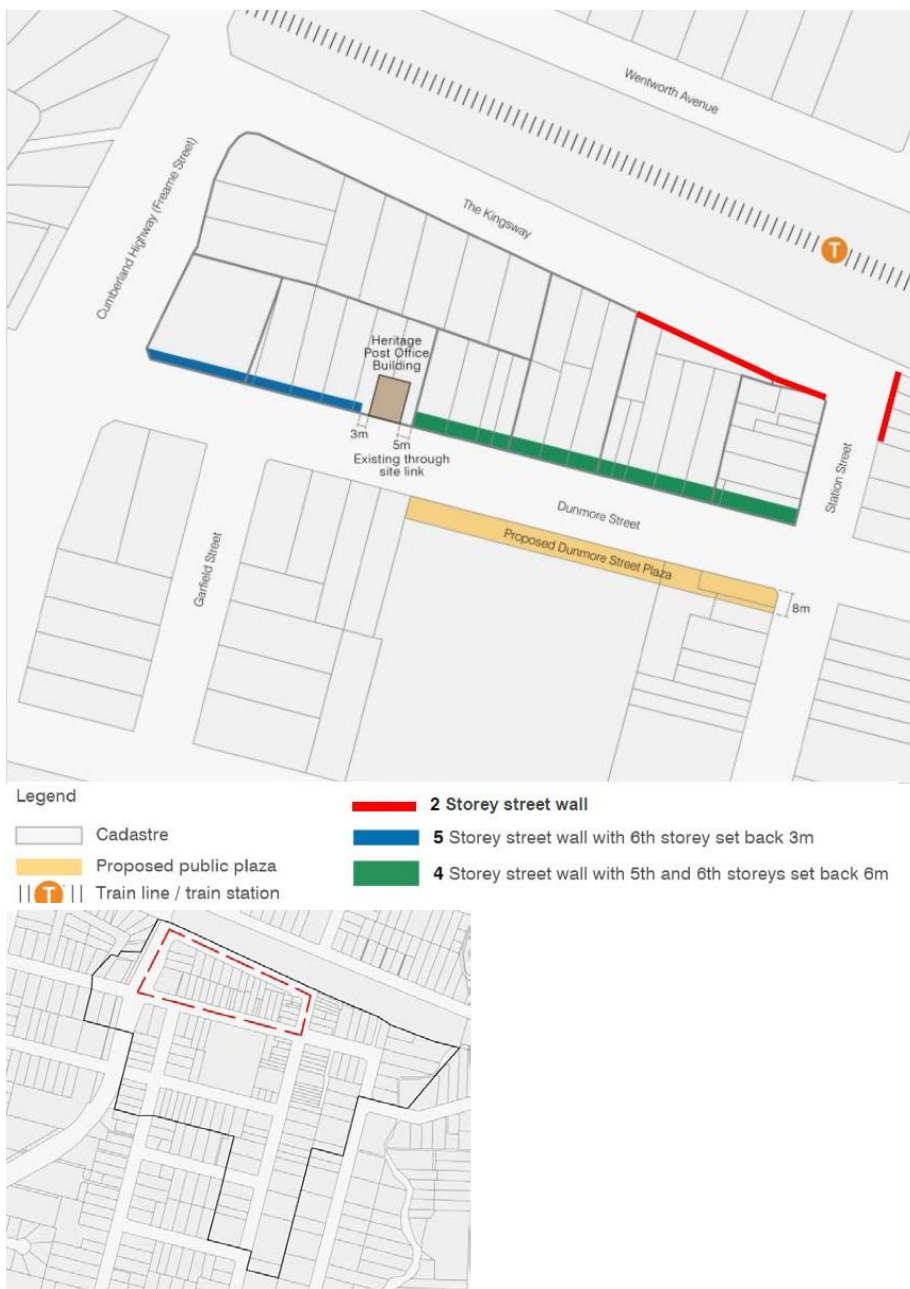 Wentworth Avenue
Cumberland Highway (Freame Street)
The Kingsway
T
Heritage
Post Office
Building
3m
5m
Existing through
site link
Station Street
Dunmore Street
Garfield Street
Proposed Dunmore Street Plaza
8m
Legend
Cadastre
Proposed public plaza
T Train line / train station
2 Storey street wall
5 Storey street wall with 6th storey set back 3m
4 Storey street wall with 5th and 6th storeys set back 6m